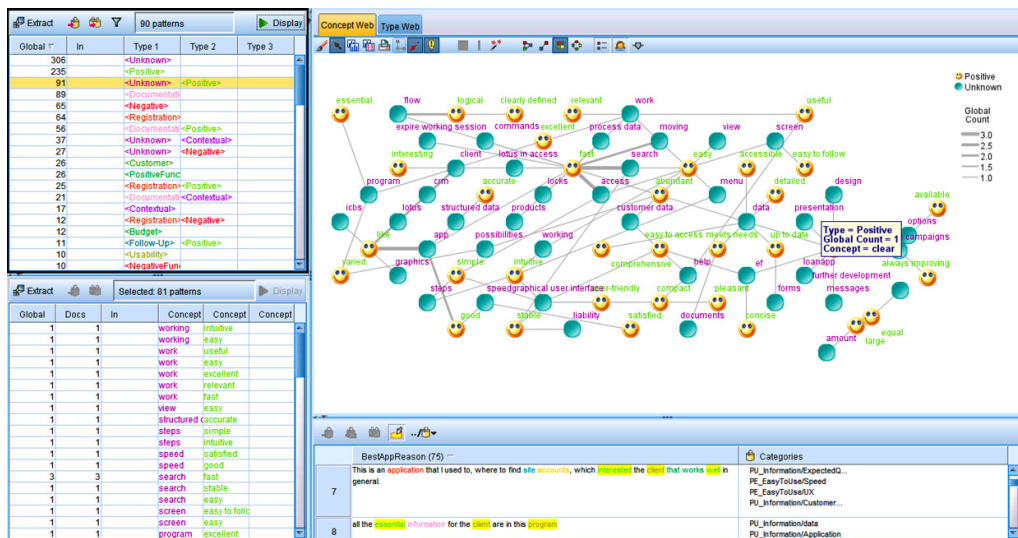 Extract
90 patterns
Display
Global In Type 1 Type 2 Type 3
306 <Unknown>
235 <Positive>
91 <Unknown> <Positive>
89 <Documentati
65 <Negative>
64 <Registration>
56 <Documentati <Positive>
37 <Unknown> <Contextual>
27 <Unknown> <Negative>
26 <Customer>
26 <PositiveFunct
25 <Registration> <Positive>
21 <Documentati <Contextual>
17 <Contextual>
12 <Registration> <Negative>
12 <Budget>
11 <Follow-Up> <Positive>
10 <Usability>
10 <NegativeFunc
Extract
Selected: 81 patterns
Display
Global Docs In Concept Concept Concept
1 1 working intuitive
1 1 working easy
1 1 work useful
1 1 work easy
1 1 work excellent
1 1 work relevant
1 1 work fast
1 1 view easy
1 1 structured d accurate
1 1 steps simple
1 1 steps intuitive
1 1 speed satisfied
1 1 speed good
3 3 search fast
1 1 search stable
1 1 search easy
1 1 screen easy to follo
1 1 screen easy
1 1 program excellent
Concept Web Type Web
Positive
Unknown
Global
Count
3.0
2.5
2.0
1.5
1.0
essential flow logical clearly defined relevant work useful
expire working session commands excellent process data moving view screen
interesting client lotus in access fast search easy accessible easy to follow
program crm accurate locks access abundant menu detailed design available
icbs lotus structured data products customer data data presentation options
campaigns
Type = Positive
Global Count = 1
Concept = clear
like app possibilities working easy to access meets needs up to date
varied graphics simple intuitive comprehensive help ef loanapp always improving
further development
steps speed graphical user interface user-friendly compact pleasant forms messages
good stable liability satisfied documents concise equal
large
amount
BestAppReason (75) Categories
7 This is an application that I used to, where to find site accounts, which interested the client that works well in
general.
PU_Information/ExpectedQ...
PE_EasyToUse/Speed
PE_EasyToUse/UX
PU_Information/Customer...
8 all the essential information for the client are in this program
PU_Information/data
PU_Information/Application